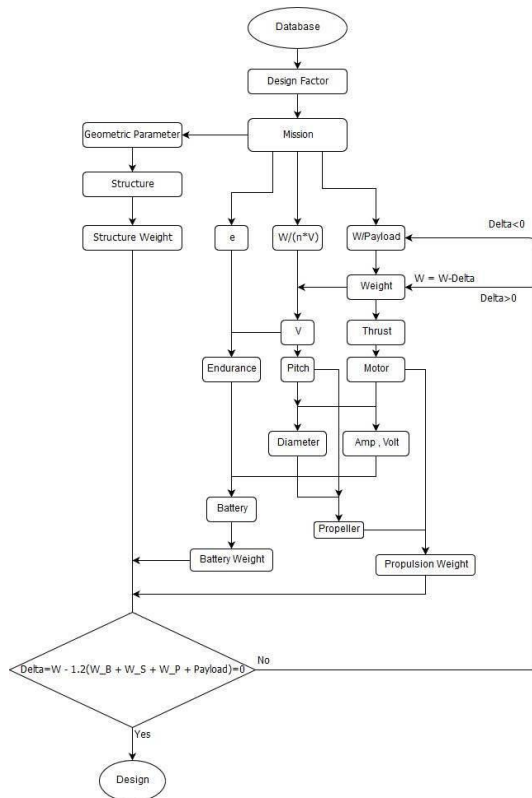 Database
Design Factor
Geometric Parameter
Mission
Structure
Structure Weight
e
W/(n*V)
W/Payload
Delta<0
Weight
W = W-Delta
Delta>0
V
Thrust
Endurance
Pitch
Motor
Diameter
Amp , Volt
Battery
Propeller
Battery Weight
Propulsion Weight
Delta=W - 1.2(W_B + W_S + W_P + Payload)=0
No
Yes
Design